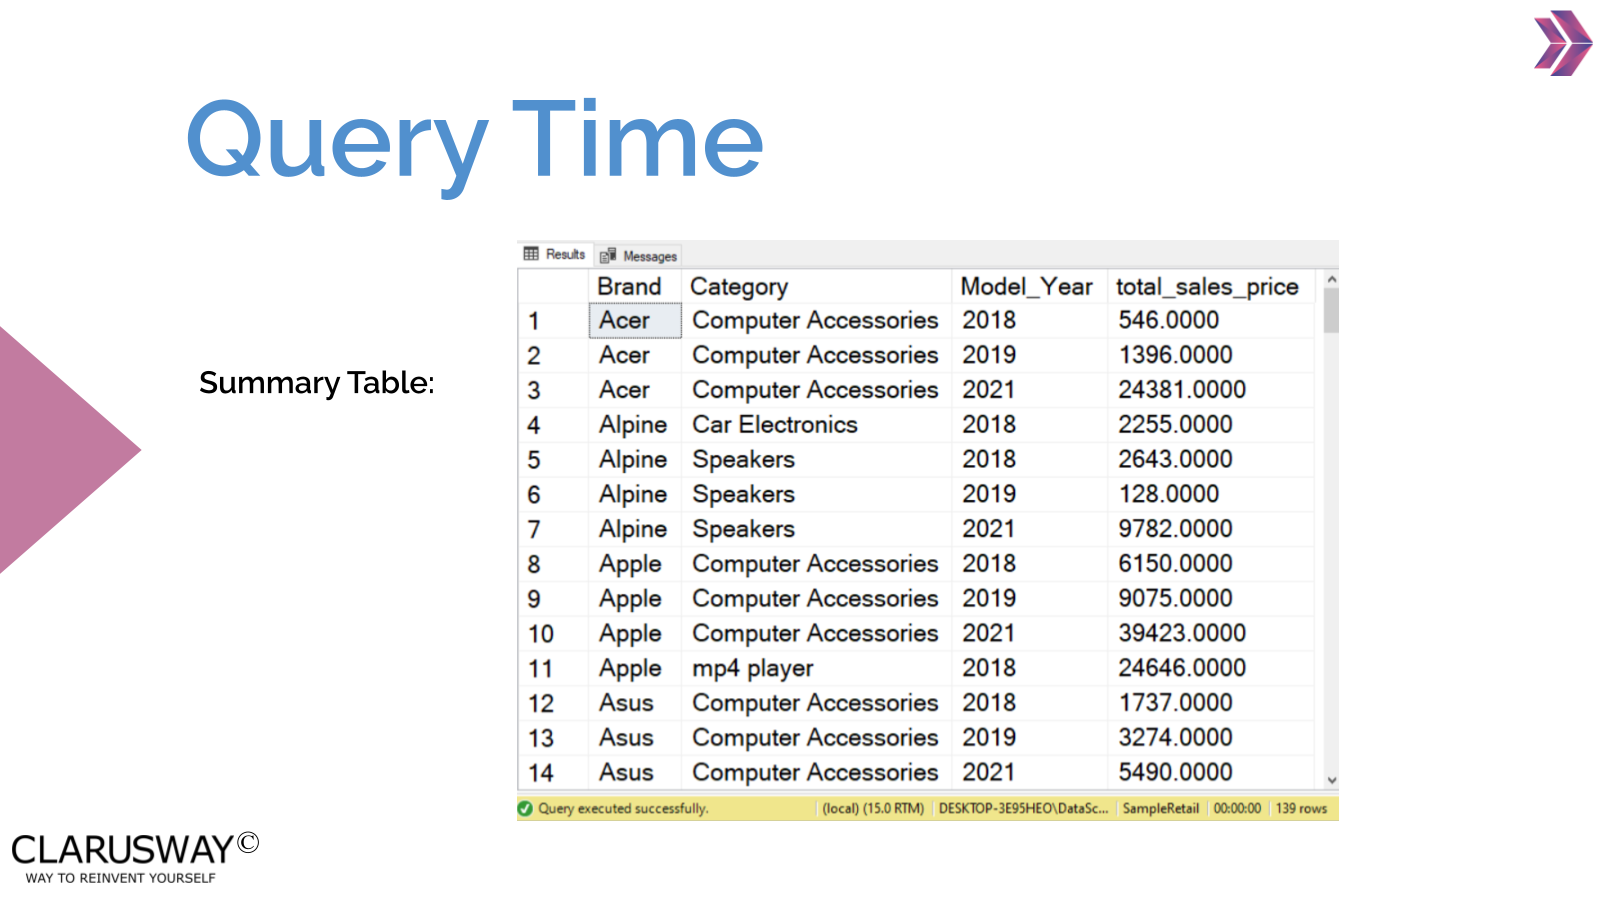 Query Time
Summary Table:
Results Messages
Brand Category Model_Year total_sales_price
1 Acer Computer Accessories 2018 546.0000
2 Acer Computer Accessories 2019 1396.0000
3 Acer Computer Accessories 2021 24381.0000
4 Alpine Car Electronics 2018 2255.0000
5 Alpine Speakers 2018 2643.0000
6 Alpine Speakers 2019 128.0000
7 Alpine Speakers 2021 9782.0000
8 Apple Computer Accessories 2018 6150.0000
9 Apple Computer Accessories 2019 9075.0000
10 Apple Computer Accessories 2021 39423.0000
11 Apple mp4 player 2018 24646.0000
12 Asus Computer Accessories 2018 1737.0000
13 Asus Computer Accessories 2019 3274.0000
14 Asus Computer Accessories 2021 5490.0000
Query executed successfully. (local) (15.0 RTM) DESKTOP-3E95HEO\DataSc... SampleRetail 00:00:00 139 rows
CLARUSWAY©
WAY TO REINVENT YOURSELF